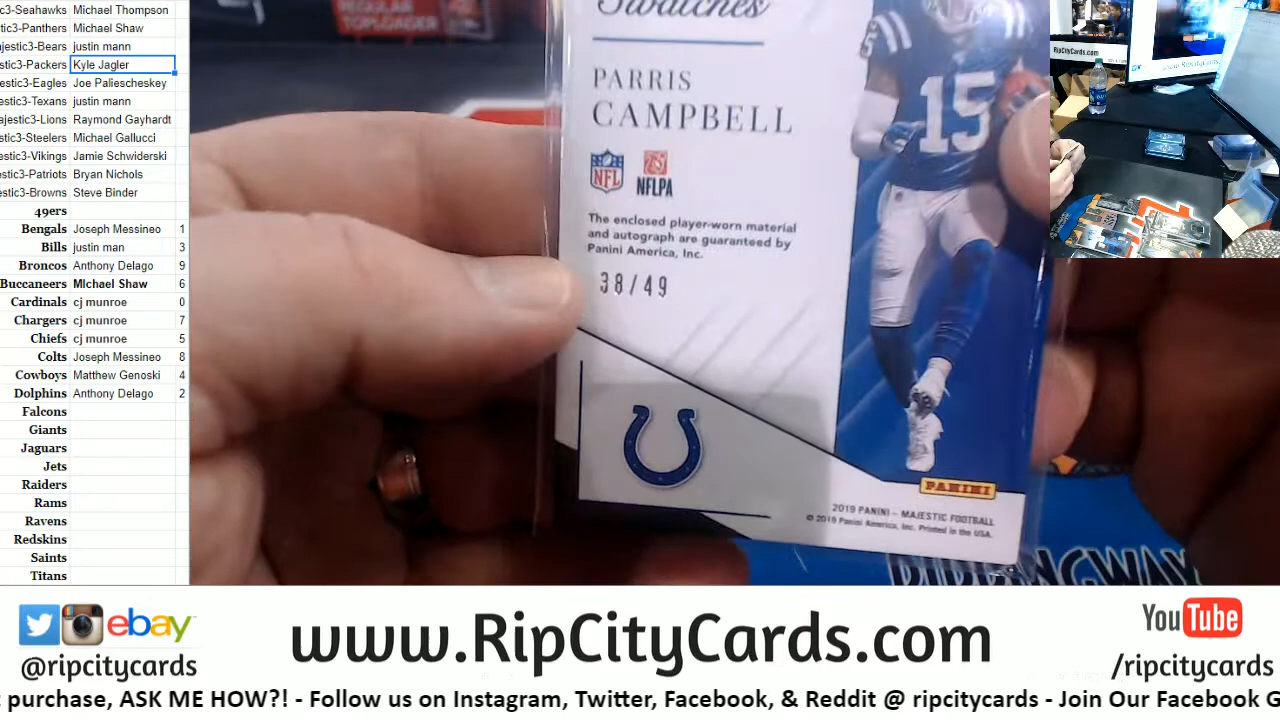 tic3-Seahawks Michael Thompson
stic3-Panthers Michael Shaw
ajestic3-Bears justin mann
stic3-Packers Kyle Jagler
jestic3-Eagles Joe Paliescheskey
estic3-Texans justin mann
ajestic3-Lions Raymond Gayhardt
stic3-Steelers Michael Gallucci
estic3-Vikings Jamie Schwiderski
estic3-Patriots Bryan Nichols
estic3-Browns Steve Binder
49ers
Bengals Joseph Messineo 1
Bills justin man 3
Broncos Anthony Delago 9
Buccaneers MIchael Shaw 6
Cardinals cj munroe 0
Chargers cj munroe 7
Chiefs cj munroe 5
Colts Joseph Messineo 8
Cowboys Matthew Genoski 4
Dolphins Anthony Delago 2
Falcons
Giants
Jaguars
Jets
Raiders
Rams
Ravens
Redskins
Saints
Titans
REGULAR
TOPLOADER
Swatches
PARRIS
CAMPBELL
15
NFL
NFLPA
The enclosed player-worn material
and autograph are guaranteed by
Panini America, Inc.
38/49
PANINI
2019 PANINI – MAJESTIC FOOTBALL
© 2019 Panini America, Inc. Printed in the USA.
RipCityCards.com
ebay
@ripcitycards
www.RipCityCards.com
YouTube
/ripcitycards
t purchase, ASK ME HOW?! - Follow us on Instagram, Twitter, Facebook, & Reddit @ ripcitycards - Join Our Facebook G